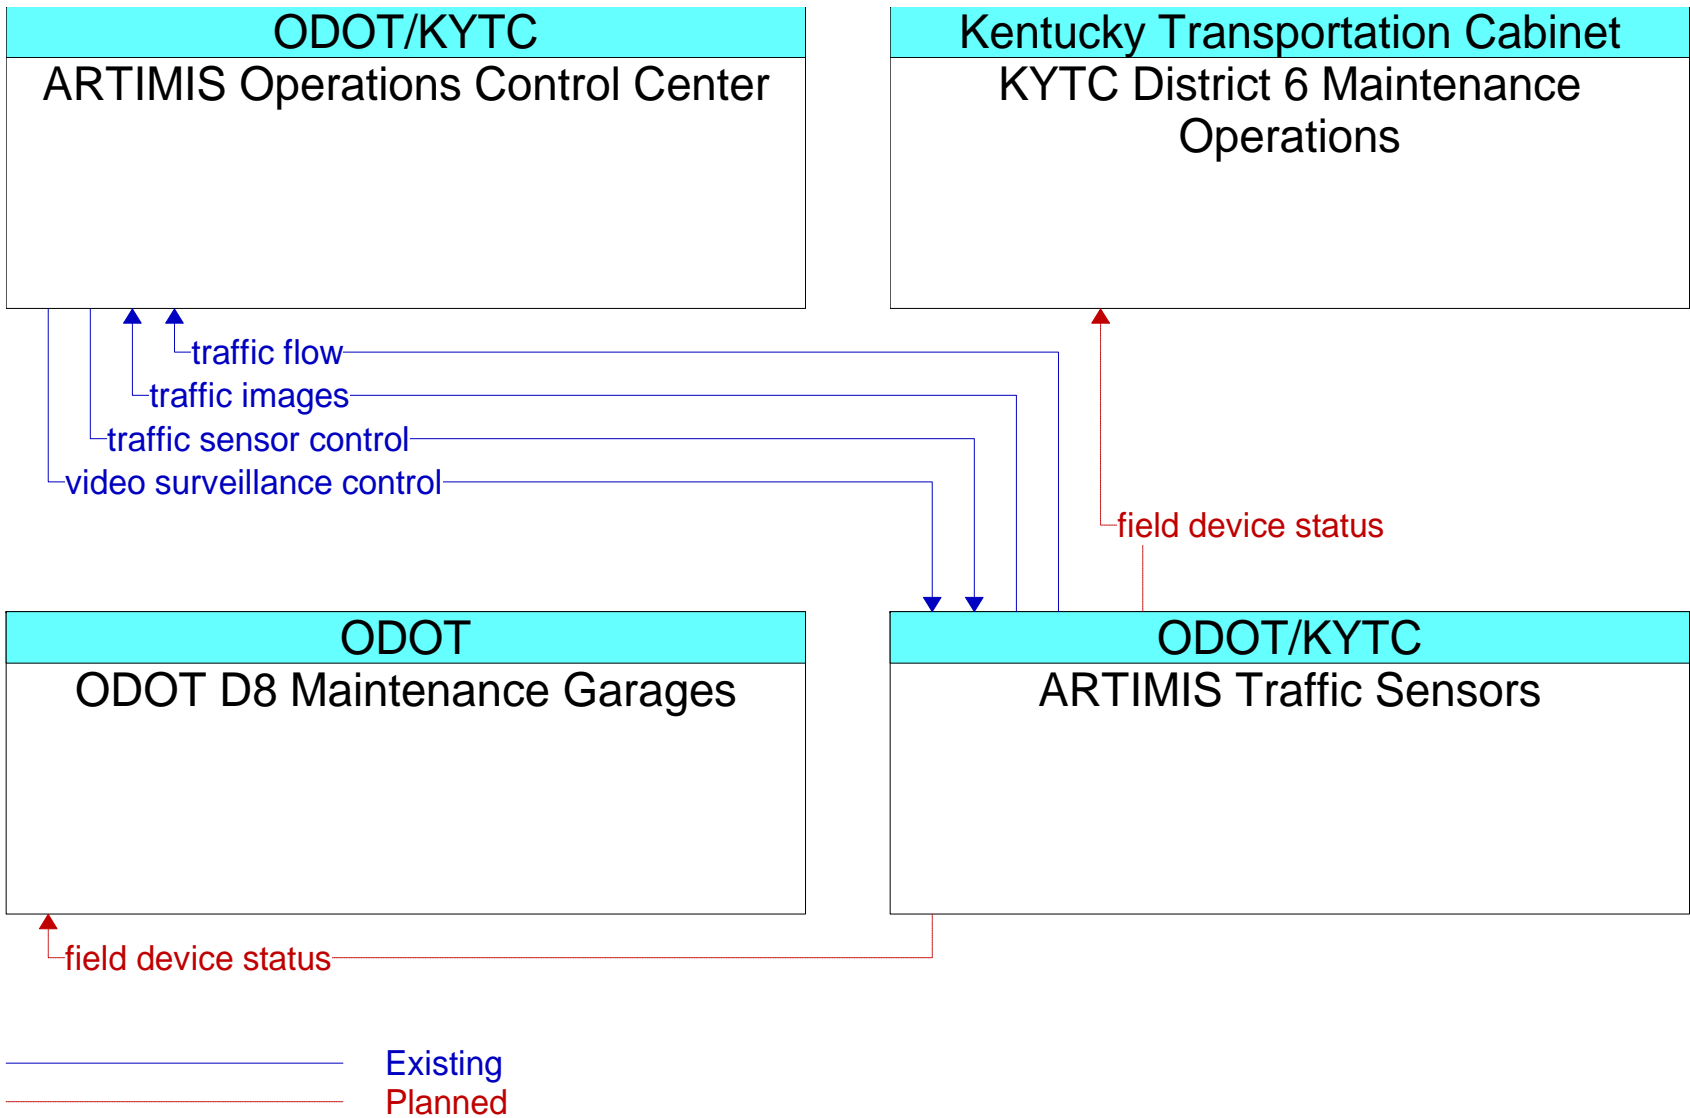 ODOT/KYTC
ARTIMIS Operations Control Center
Kentucky Transportation Cabinet
KYTC District 6 Maintenance
Operations
traffic flow
traffic images
traffic sensor control
video surveillance control
field device status
ODOT
ODOT D8 Maintenance Garages
ODOT/KYTC
ARTIMIS Traffic Sensors
field device status
Existing
Planned